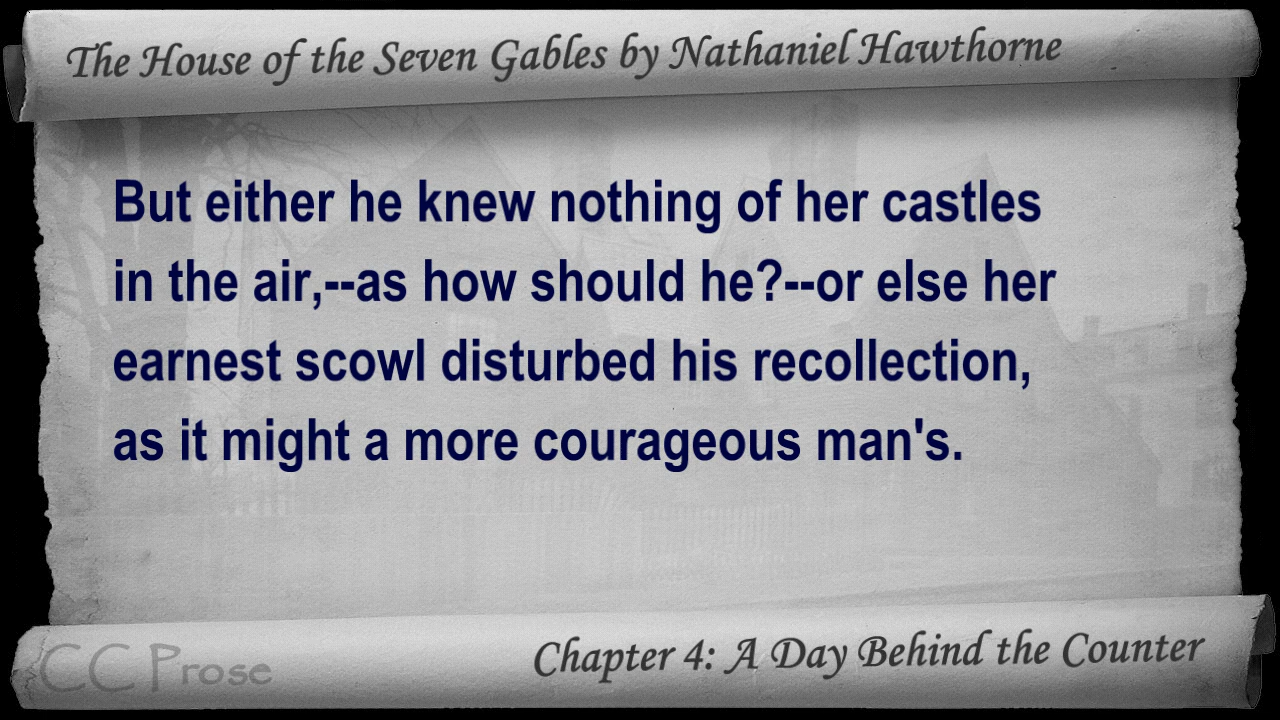 The House of the Seven Gables by Nathaniel Hawthorne
But either he knew nothing of her castles
in the air,--as how should he?--or else her
earnest scowl disturbed his recollection,
as it might a more courageous man's.
CC Prose
Chapter 4: A Day Behind the Counter